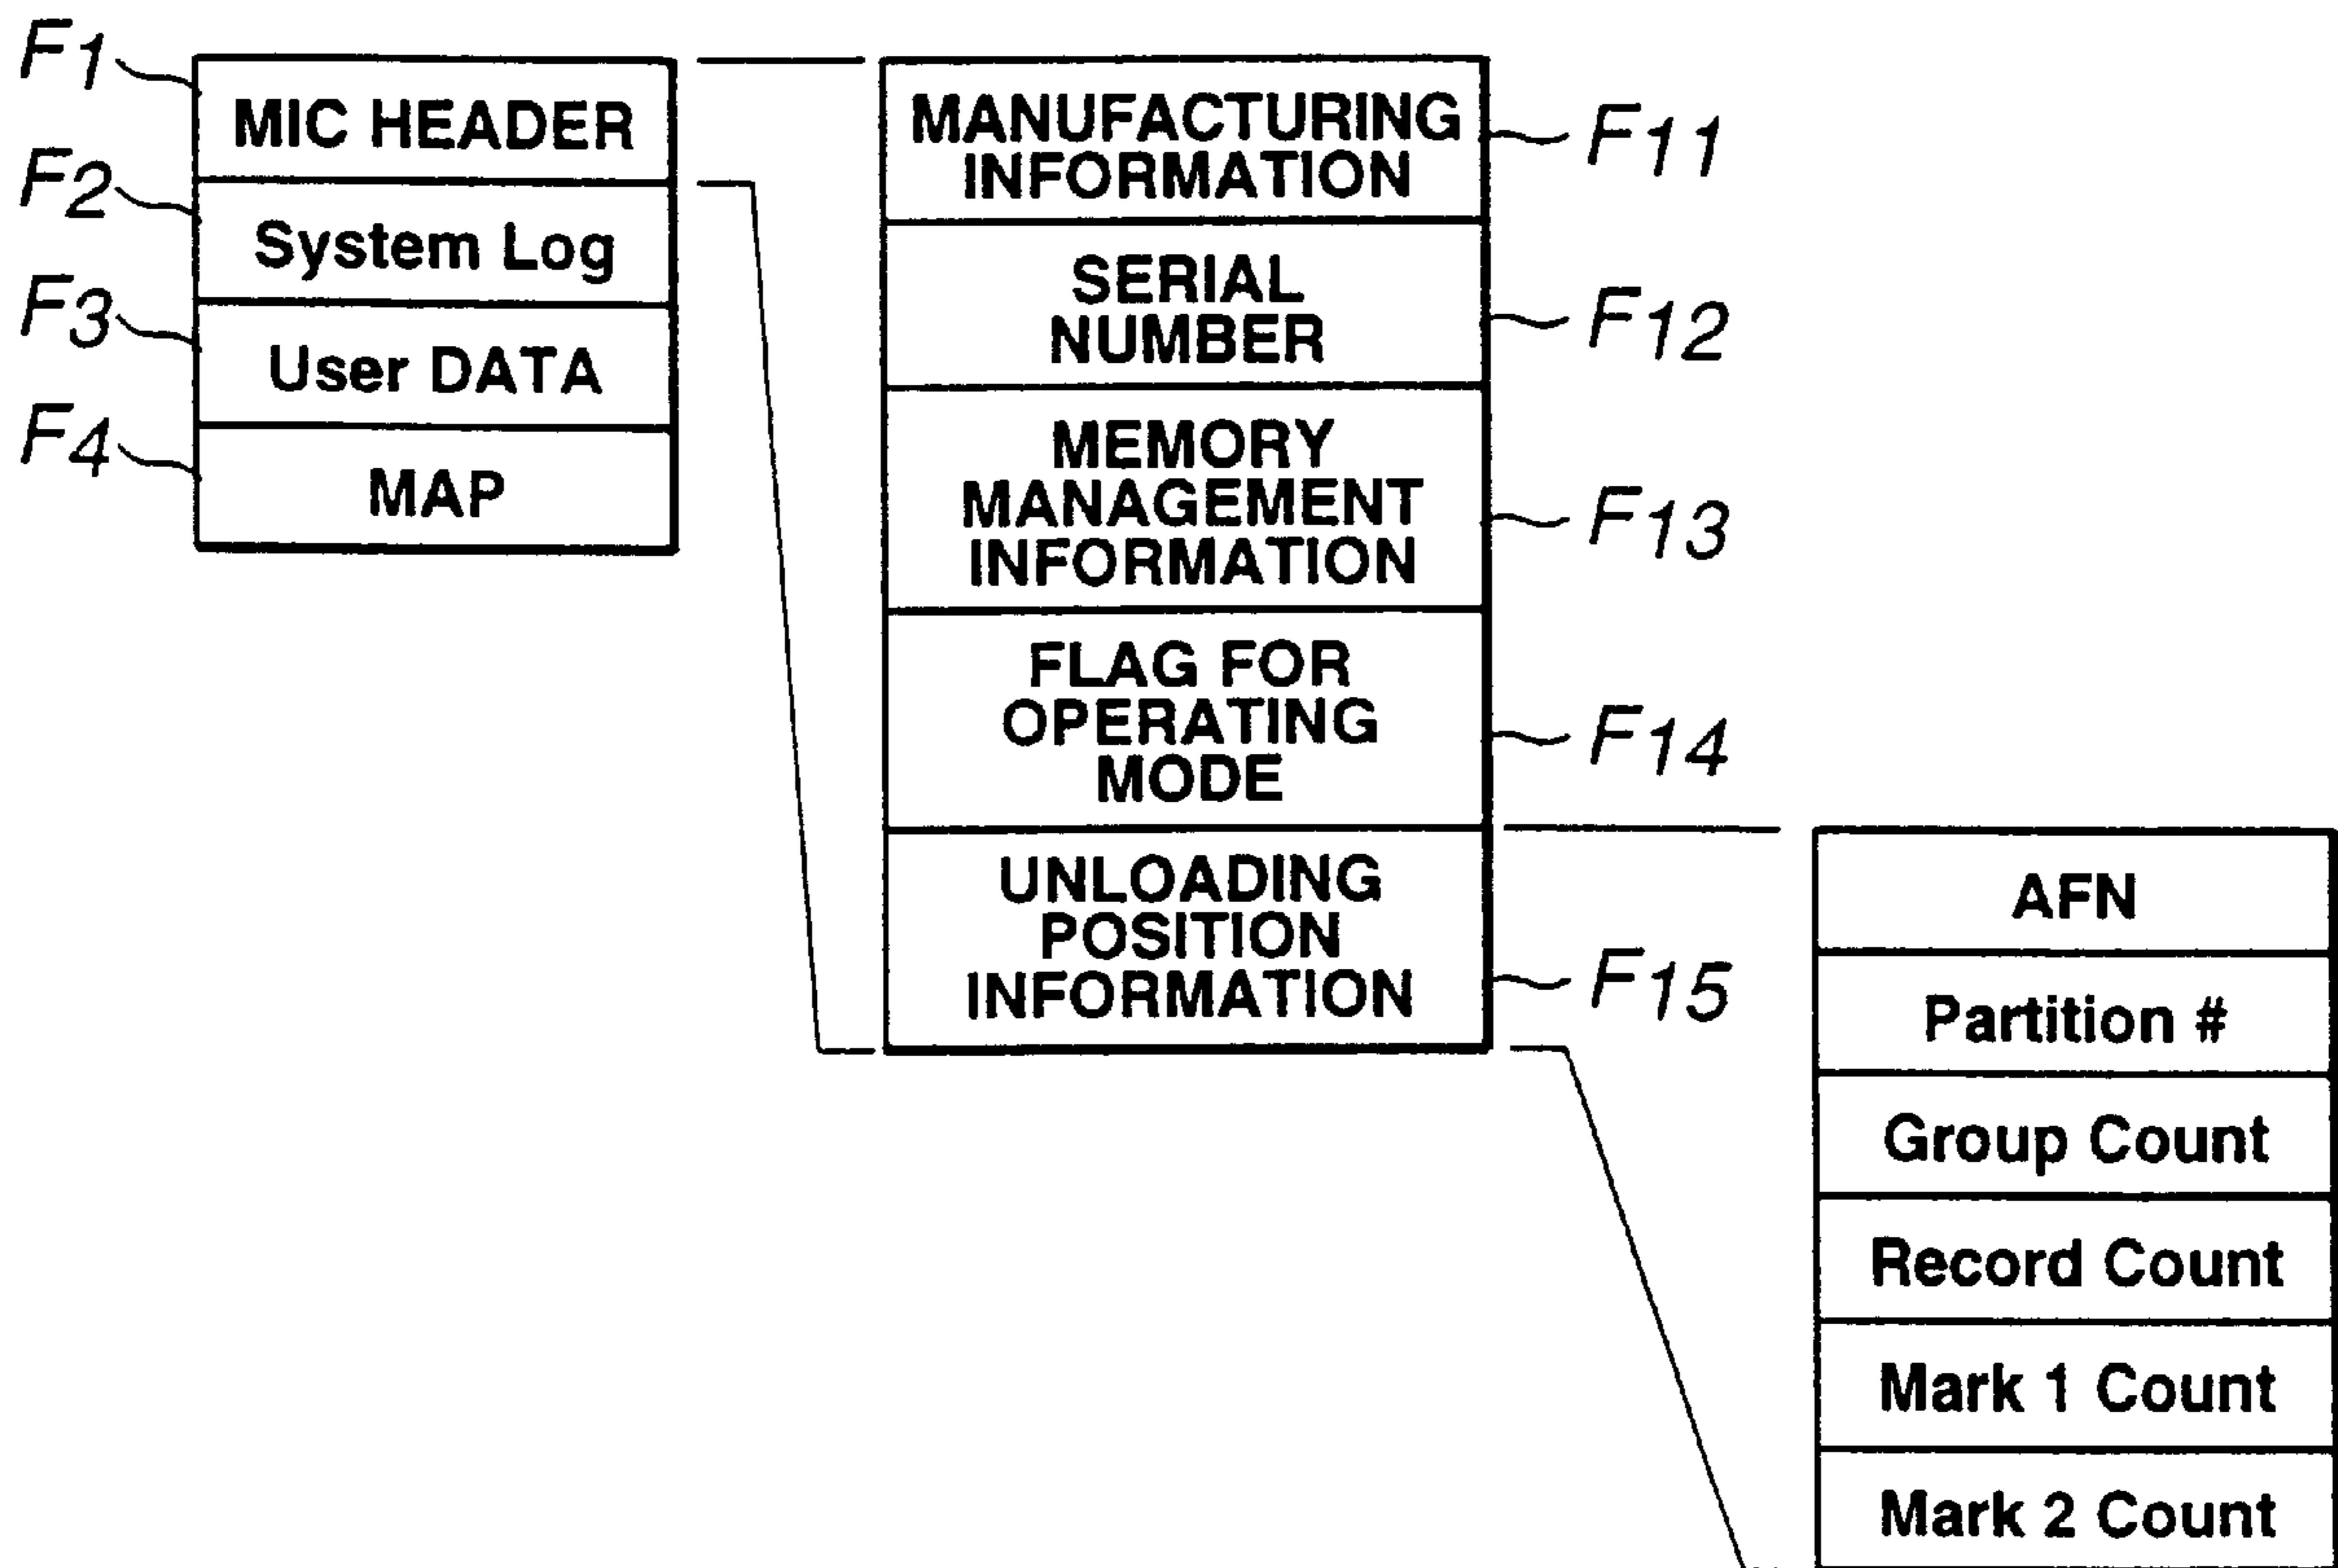 F1
MIC HEADER
F2
System Log
F3
User DATA
F4
MAP
MANUFACTURING
INFORMATION
F11
SERIAL
NUMBER
F12
MEMORY
MANAGEMENT
INFORMATION
F13
FLAG FOR
OPERATING
MODE
F14
UNLOADING
POSITION
INFORMATION
F15
AFN
Partition #
Group Count
Record Count
Mark 1 Count
Mark 2 Count